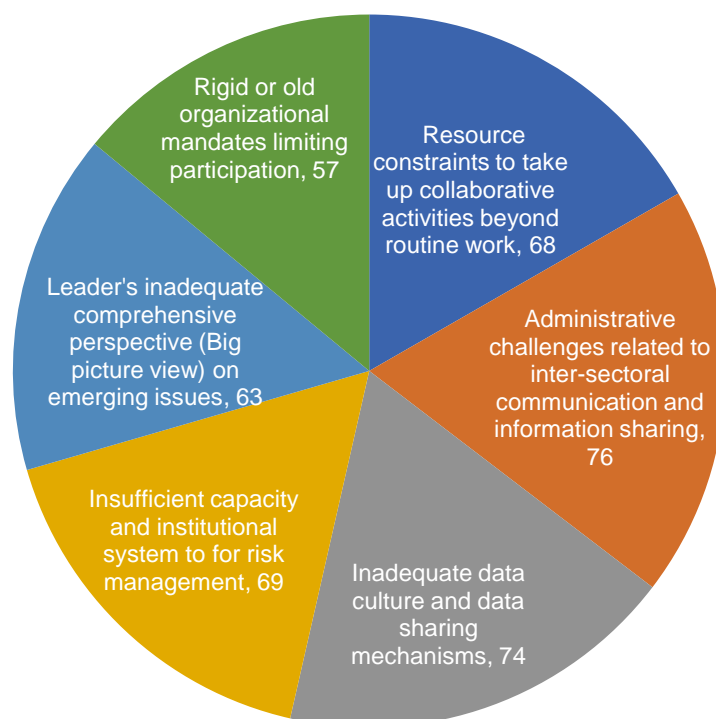 Rigid or old
organizational
mandates limiting
participation, 57
Resource
constraints to take
up collaborative
activities beyond
routine work, 68
Leader's inadequate
comprehensive
perspective (Big
picture view) on
emerging issues, 63
Administrative
challenges related to
inter-sectoral
communication and
information sharing,
76
Insufficient capacity
and institutional
system to for risk
management, 69
Inadequate data
culture and data
sharing
mechanisms, 74